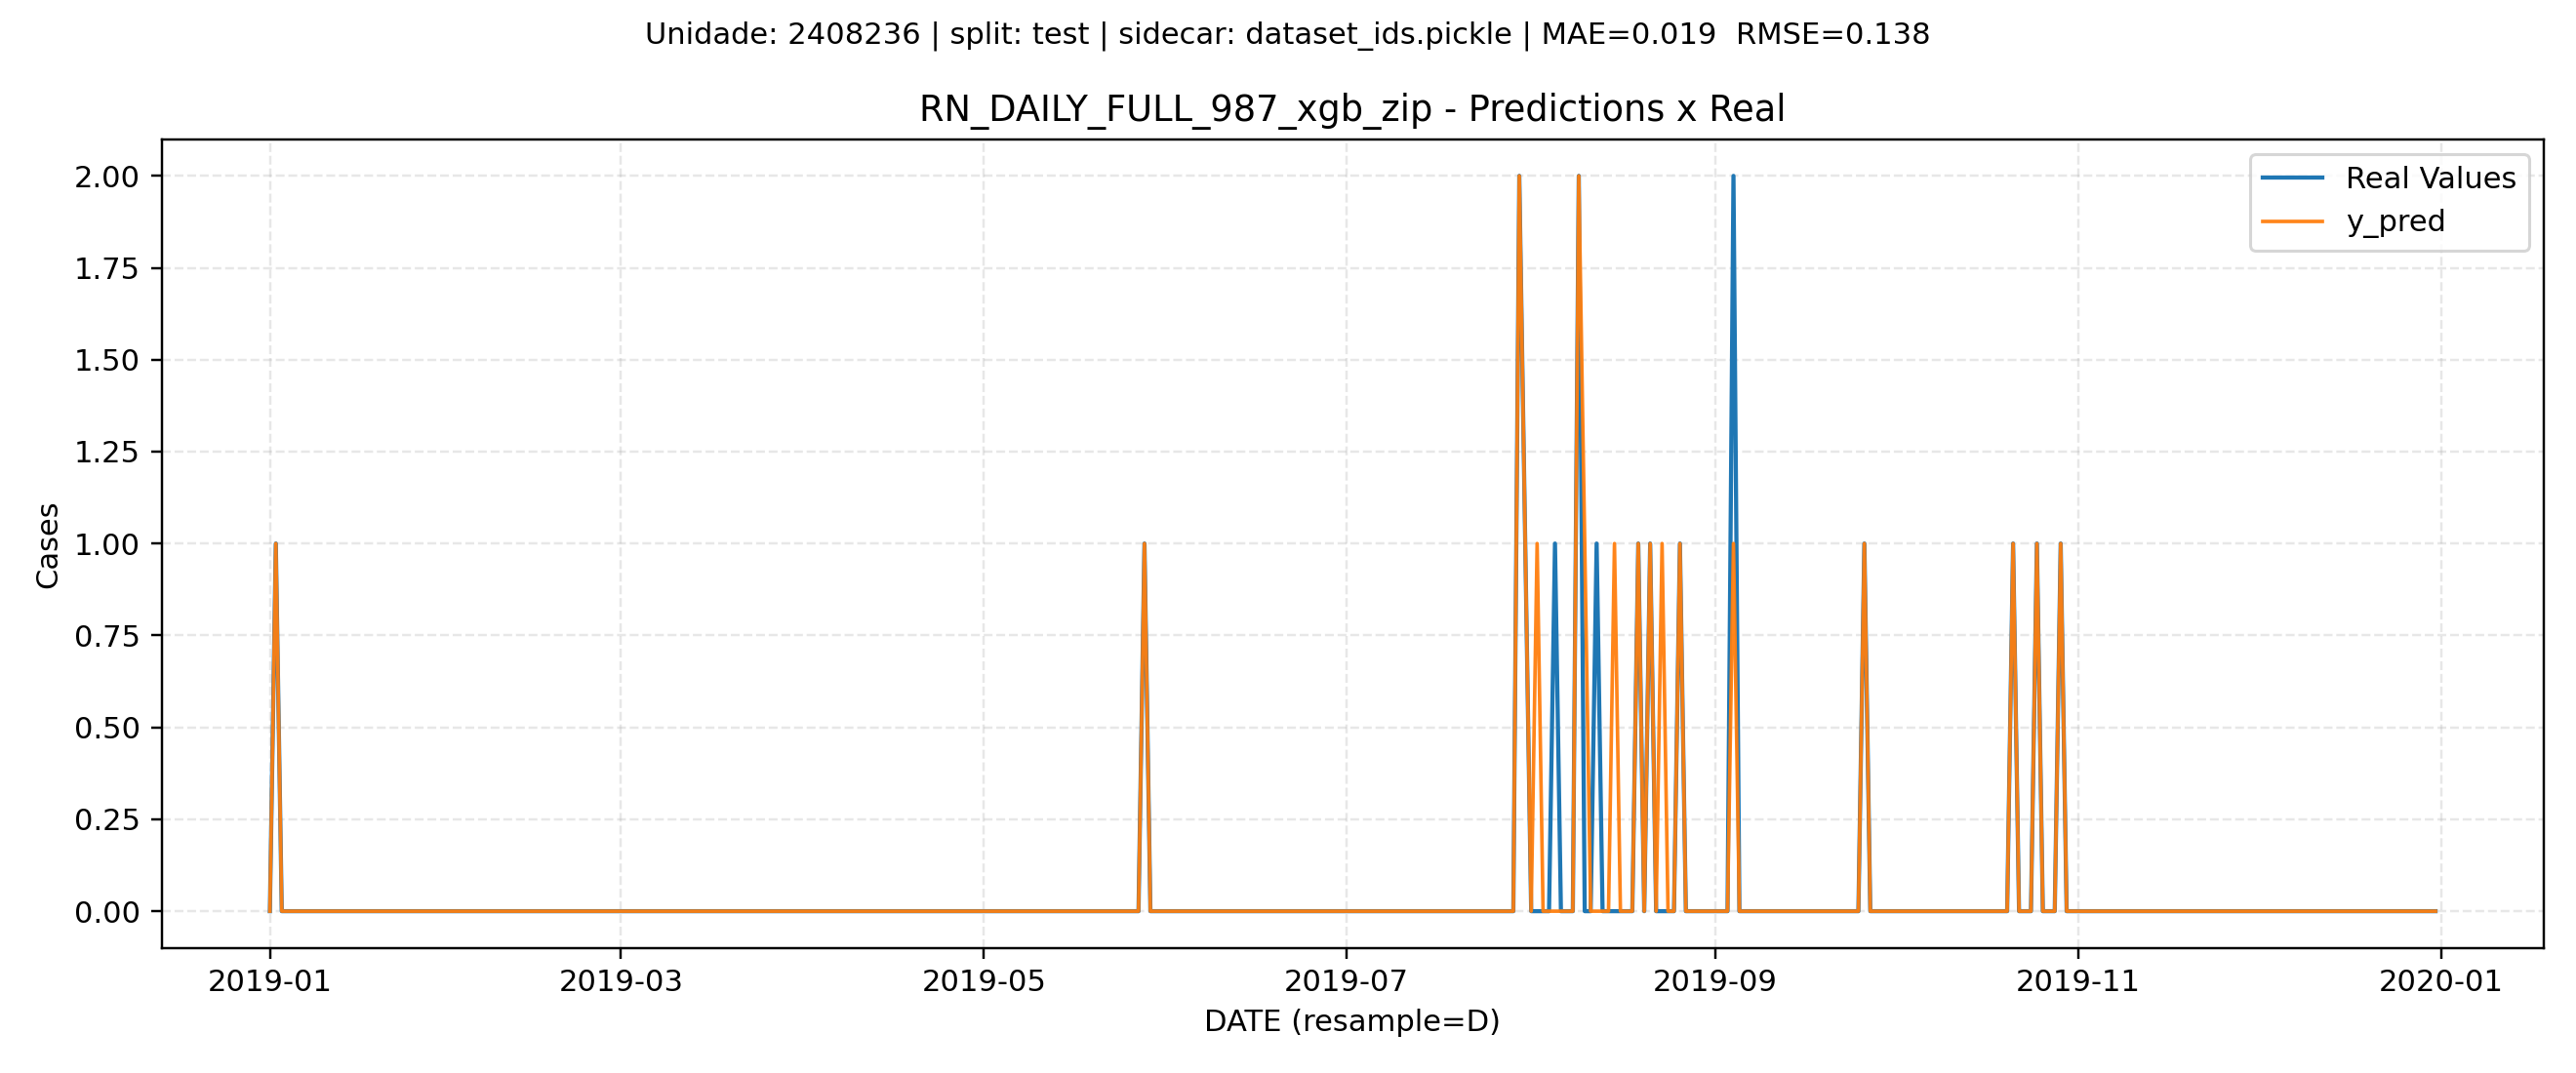 Unidade: 2408236 | split: test | sidecar: dataset_ids.pickle | MAE=0.019  RMSE=0.138
RN_DAILY_FULL_987_xgb_zip - Predictions x Real
Real Values
y_pred
Cases
2.00
1.75
1.50
1.25
1.00
0.75
0.50
0.25
0.00
2019-01
2019-03
2019-05
2019-07
2019-09
2019-11
2020-01
DATE (resample=D)